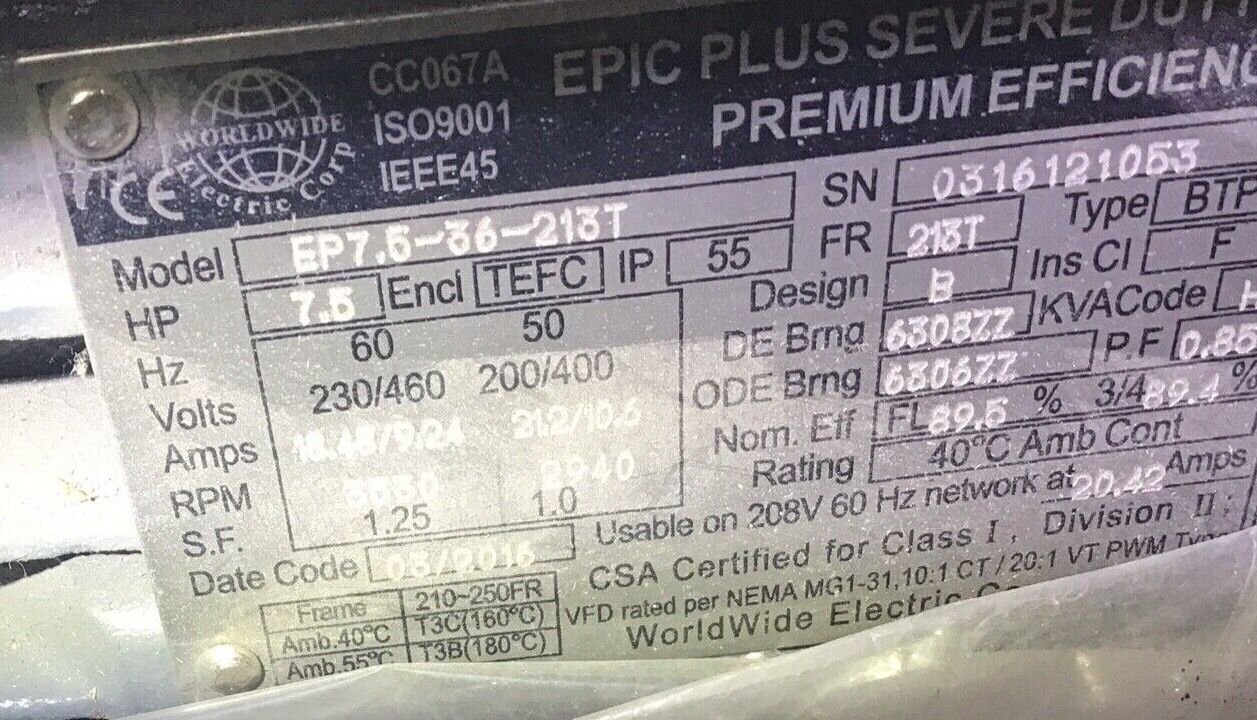 CC067A
ISO9001
IEEE45
WORLDWIDE
Electric Corp
CE
EPIC PLUS SEVERE DUTY
PREMIUM EFFICIENC
Model EP7.5-36-213T SN 0316121053
HP 7.5 Encl TEFC IP 55 FR 213T Type BTF
Hz 60 50 Design B Ins Cl F
Volts 230/460 200/400 DE Brng 6308ZZ KVACode
Amps 18.48/9.24 21.2/10.6 ODE Brng 6306ZZ P.F 0.85
RPM 3550 2940 Nom. Eff FL 89.5 % 3/4 89.4 %
S.F. 1.25 1.0 Rating 40°C Amb Cont
Date Code 03/2016 Usable on 208V 60 Hz network at 20.42 Amps
CSA Certified for Class I, Division II;
Frame 210~250FR VFD rated per NEMA MG1-31,10:1 CT/20:1 VT PWM
Amb.40°C T3C(160°C) WorldWide Electric
Amb.55°C T3B(180°C)